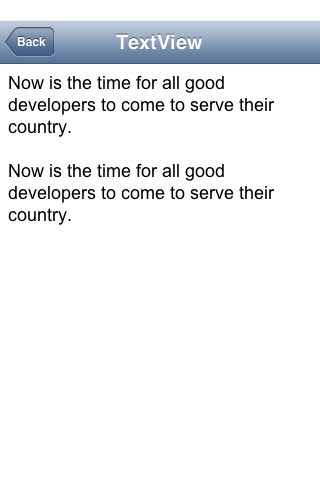 Back
TextView
Now is the time for all good
developers to come to serve their
country.
Now is the time for all good
developers to come to serve their
country.